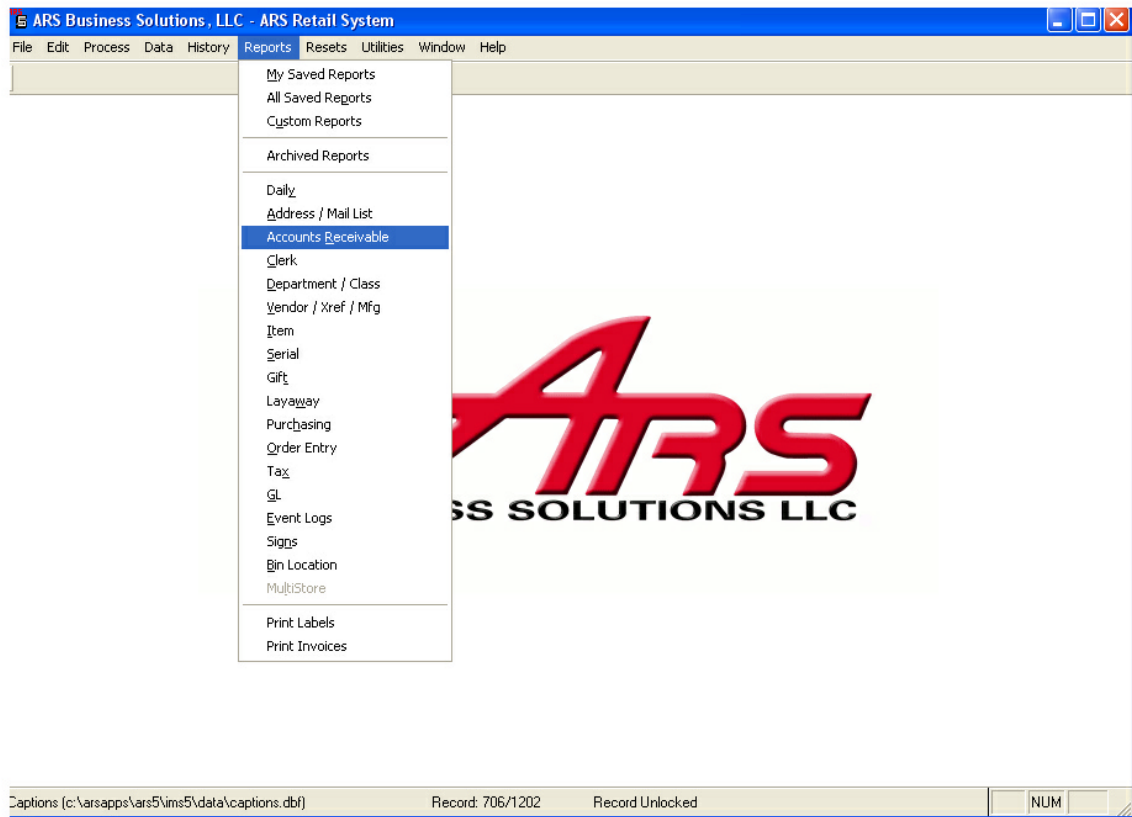 ARS Business Solutions, LLC - ARS Retail System
File Edit Process Data History Reports Resets Utilities Window Help
My Saved Reports
All Saved Reports
Custom Reports
Archived Reports
Daily
Address / Mail List
Accounts Receivable
Clerk
Department / Class
Vendor / Xref / Mfg
Item
Serial
Gift
Layaway
Purchasing
Order Entry
Tax
GL
Event Logs
Signs
Bin Location
MultiStore
Print Labels
Print Invoices
ARS
SS SOLUTIONS LLC
Captions (c:\arsapps\ars5\ims5\data\captions.dbf) Record: 706/1202 Record Unlocked NUM